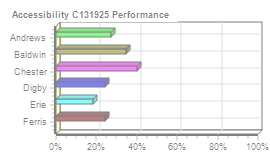 Accessibility C131925 Performance
Andrews
Baldwin
Chester
Digby
Erie
Ferris
0% 20% 40% 60% 80% 100%